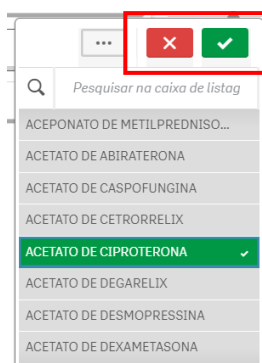 ...
Pesquisar na caixa de listag
ACEPONATO DE METILPREDNISO...
ACETATO DE ABIRATERONA
ACETATO DE CASPOFUNGINA
ACETATO DE CETRORRELIX
ACETATO DE CIPROTERONA
ACETATO DE DEGARELIX
ACETATO DE DESMOPRESSINA
ACETATO DE DEXAMETASONA